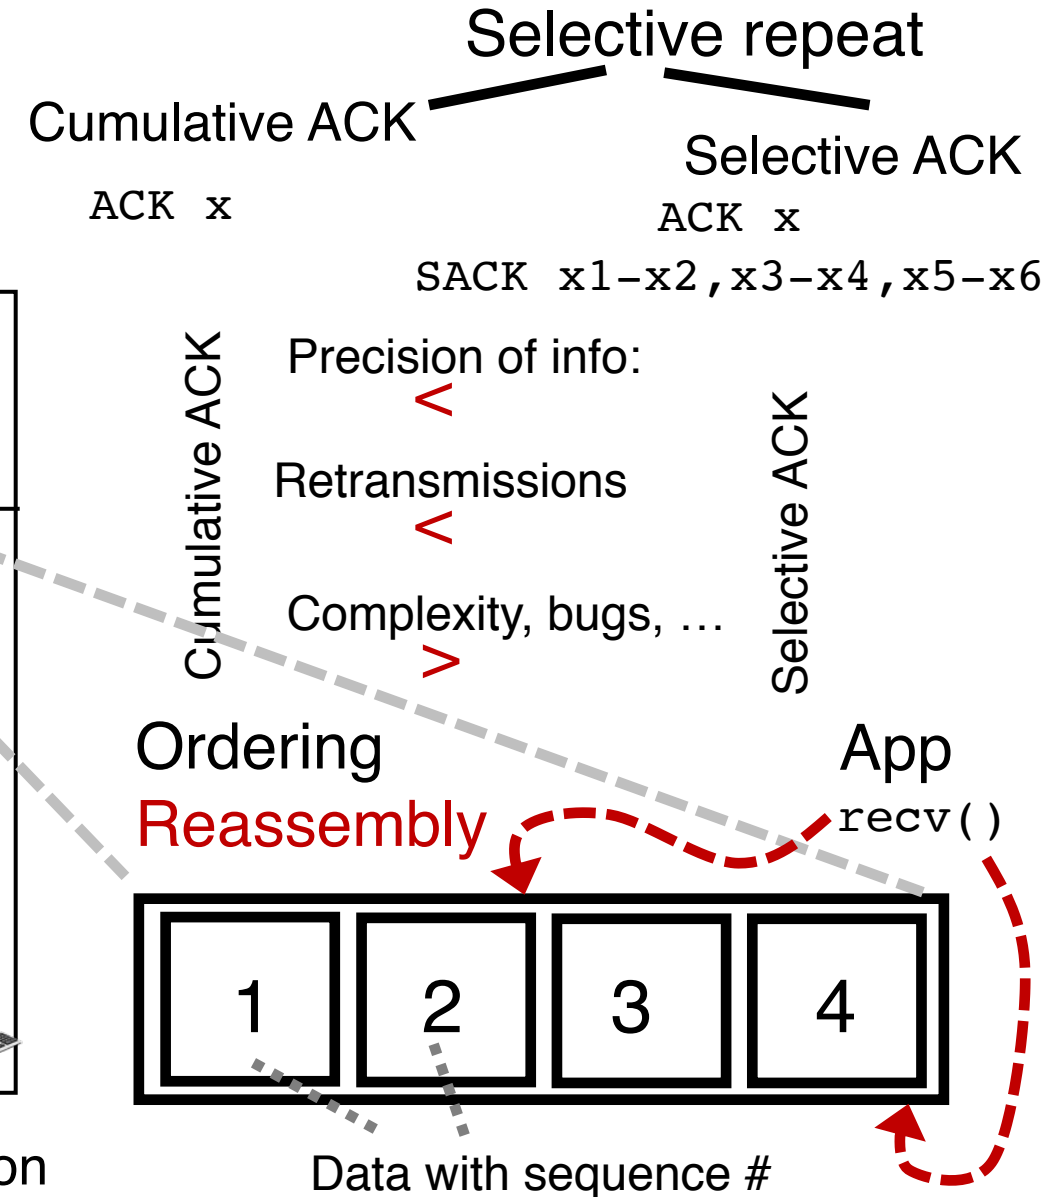 Selective repeat
Cumulative ACK
Selective ACK
ACK x
ACK x
SACK x1-x2,x3-x4,x5-x6
Cumulative ACK
Precision of info:
<
Retransmissions
<
Complexity, bugs, …
>
Selective ACK
Ordering
App
Reassembly
recv()
1 2 3 4
on
Data with sequence #